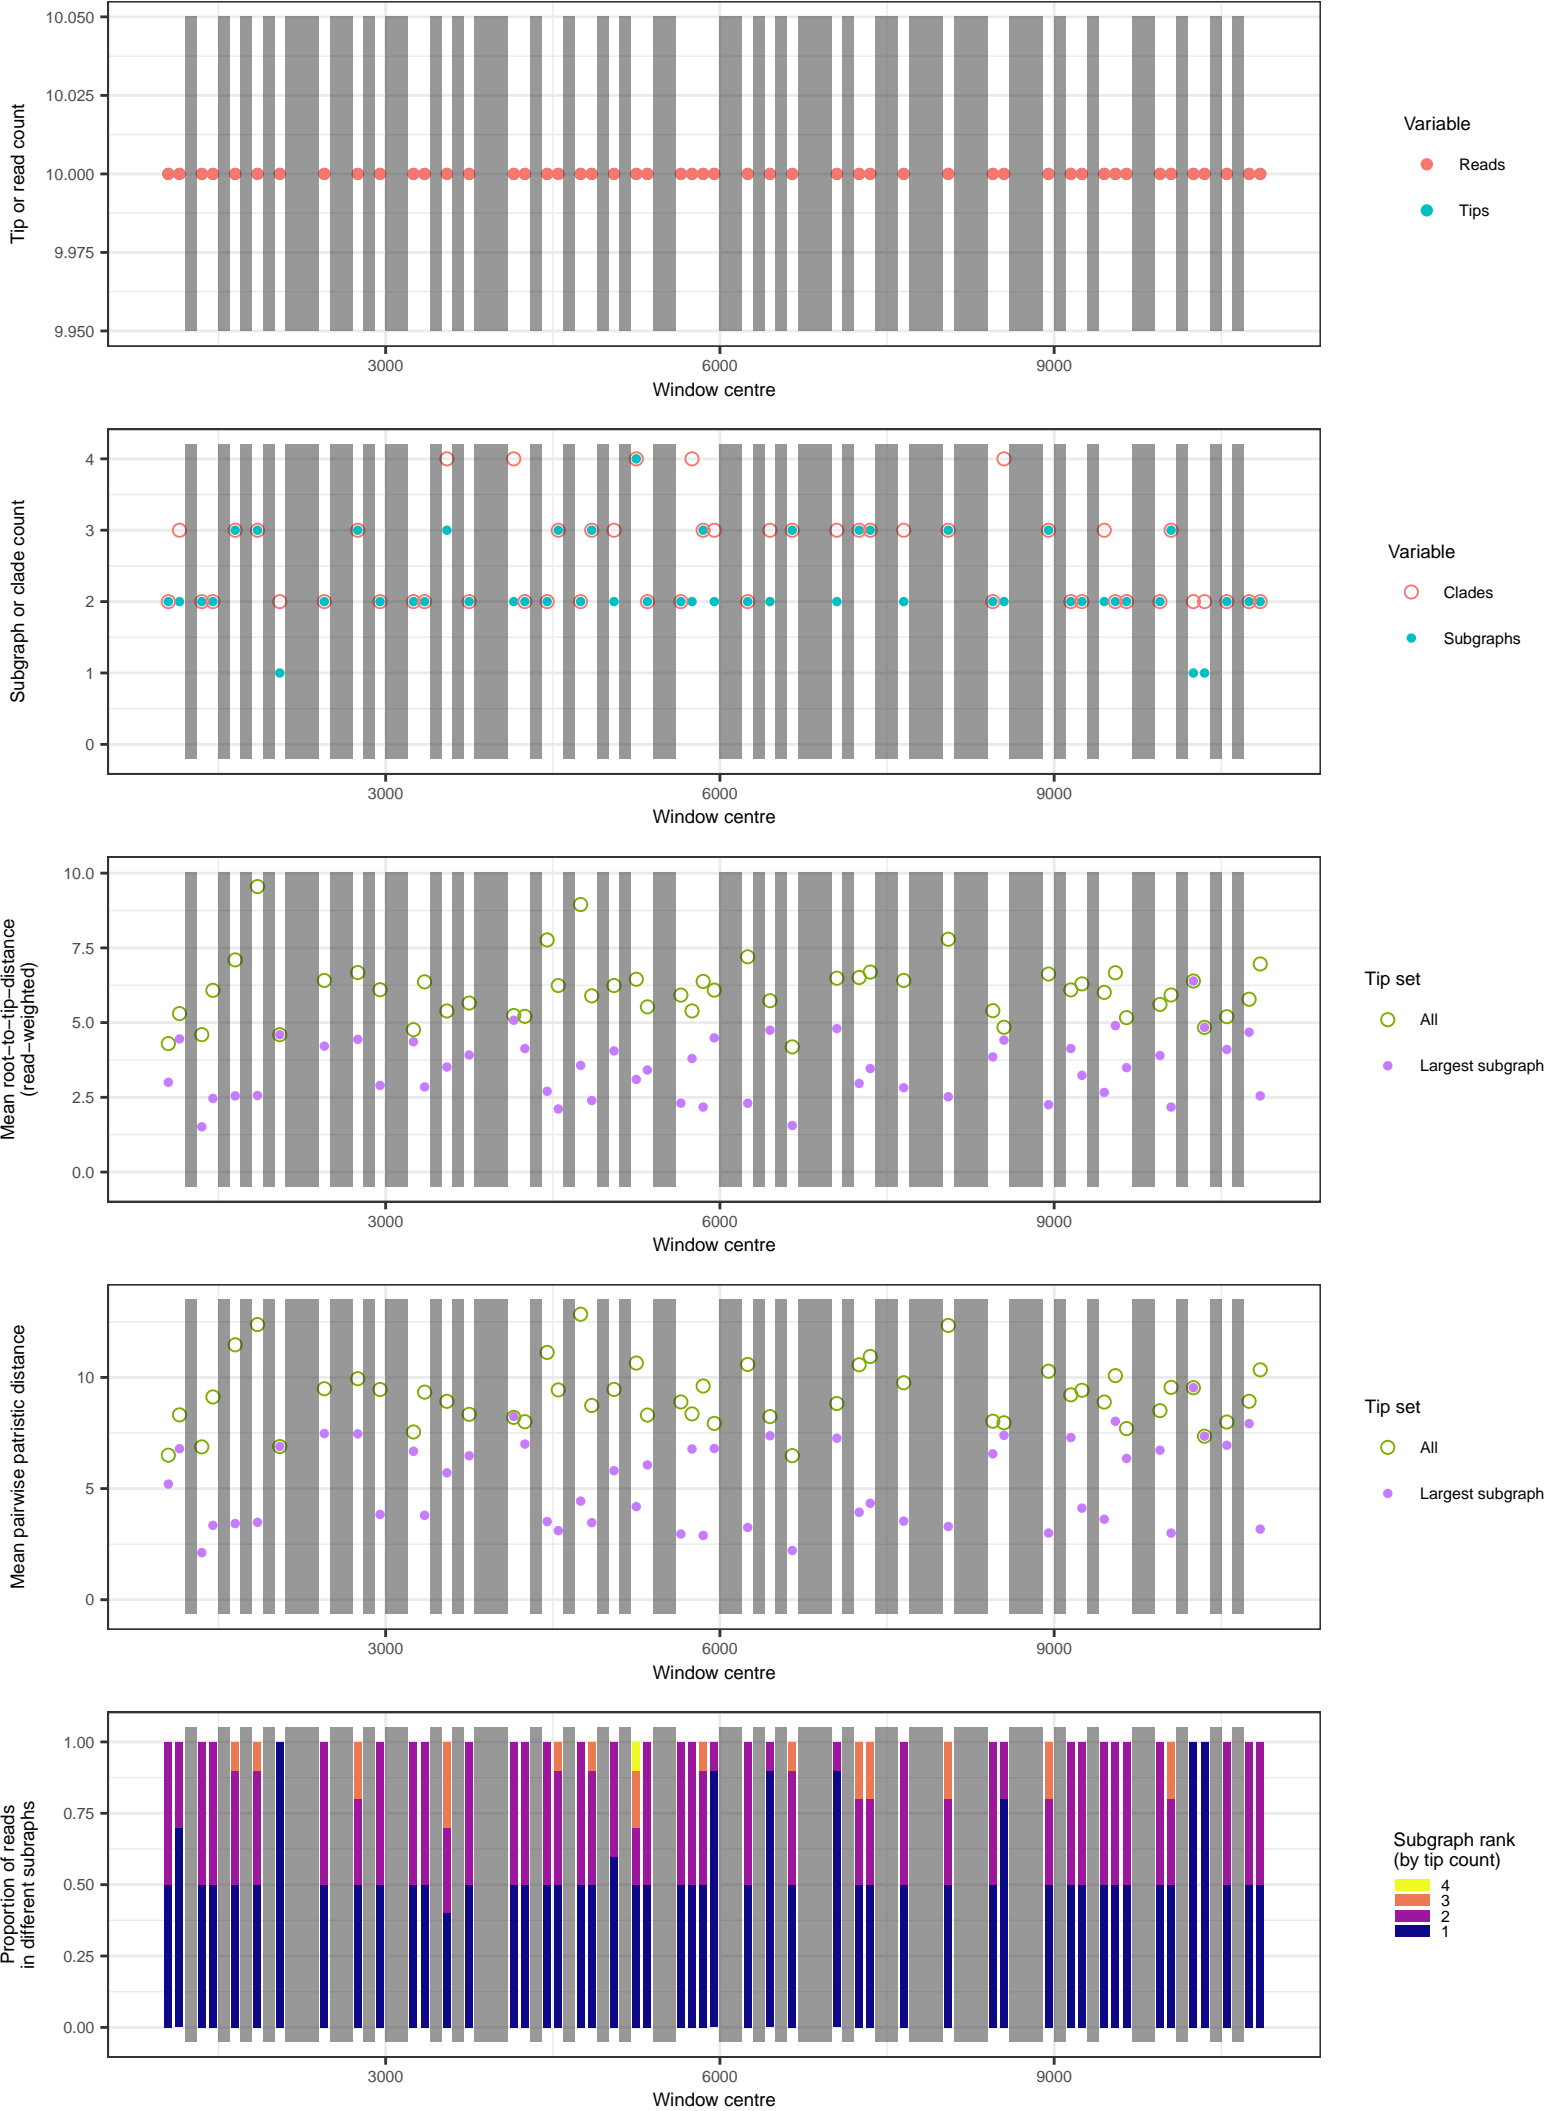 10.050
10.025
10.000
9.975
9.950
Tip or read count
3000
6000
9000
Window centre
Variable
Reads
Tips
4
3
2
1
0
Subgraph or clade count
3000
6000
9000
Window centre
Variable
Clades
Subgraphs
10.0
7.5
5.0
2.5
0.0
Mean root−to−tip−distance
(read−weighted)
3000
6000
9000
Window centre
Tip set
All
Largest subgraph
10
5
0
Mean pairwise patristic distance
3000
6000
9000
Window centre
Tip set
All
Largest subgraph
1.00
0.75
0.50
0.25
0.00
Proportion of reads
in different subraphs
3000
6000
9000
Window centre
Subgraph rank
(by tip count)
4
3
2
1